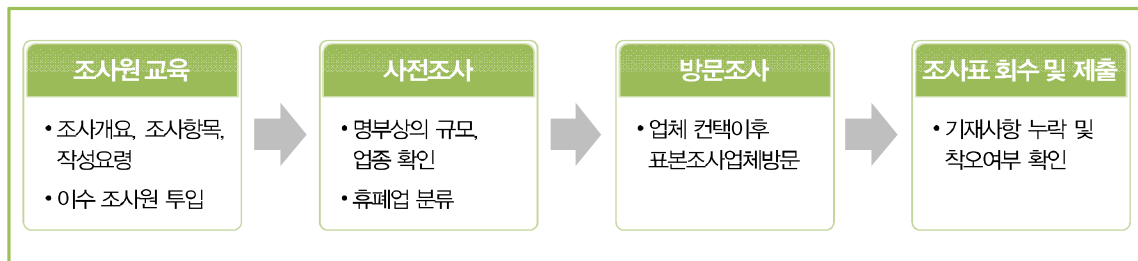 조사원 교육
• 조사개요, 조사항목,
작성요령
• 이수 조사원 투입
사전조사
• 명부상의 규모,
업종 확인
• 휴폐업 분류
방문조사
• 업체 컨택이후
표본조사업체방문
조사표 회수 및 제출
• 기재사항 누락 및
착오여부 확인